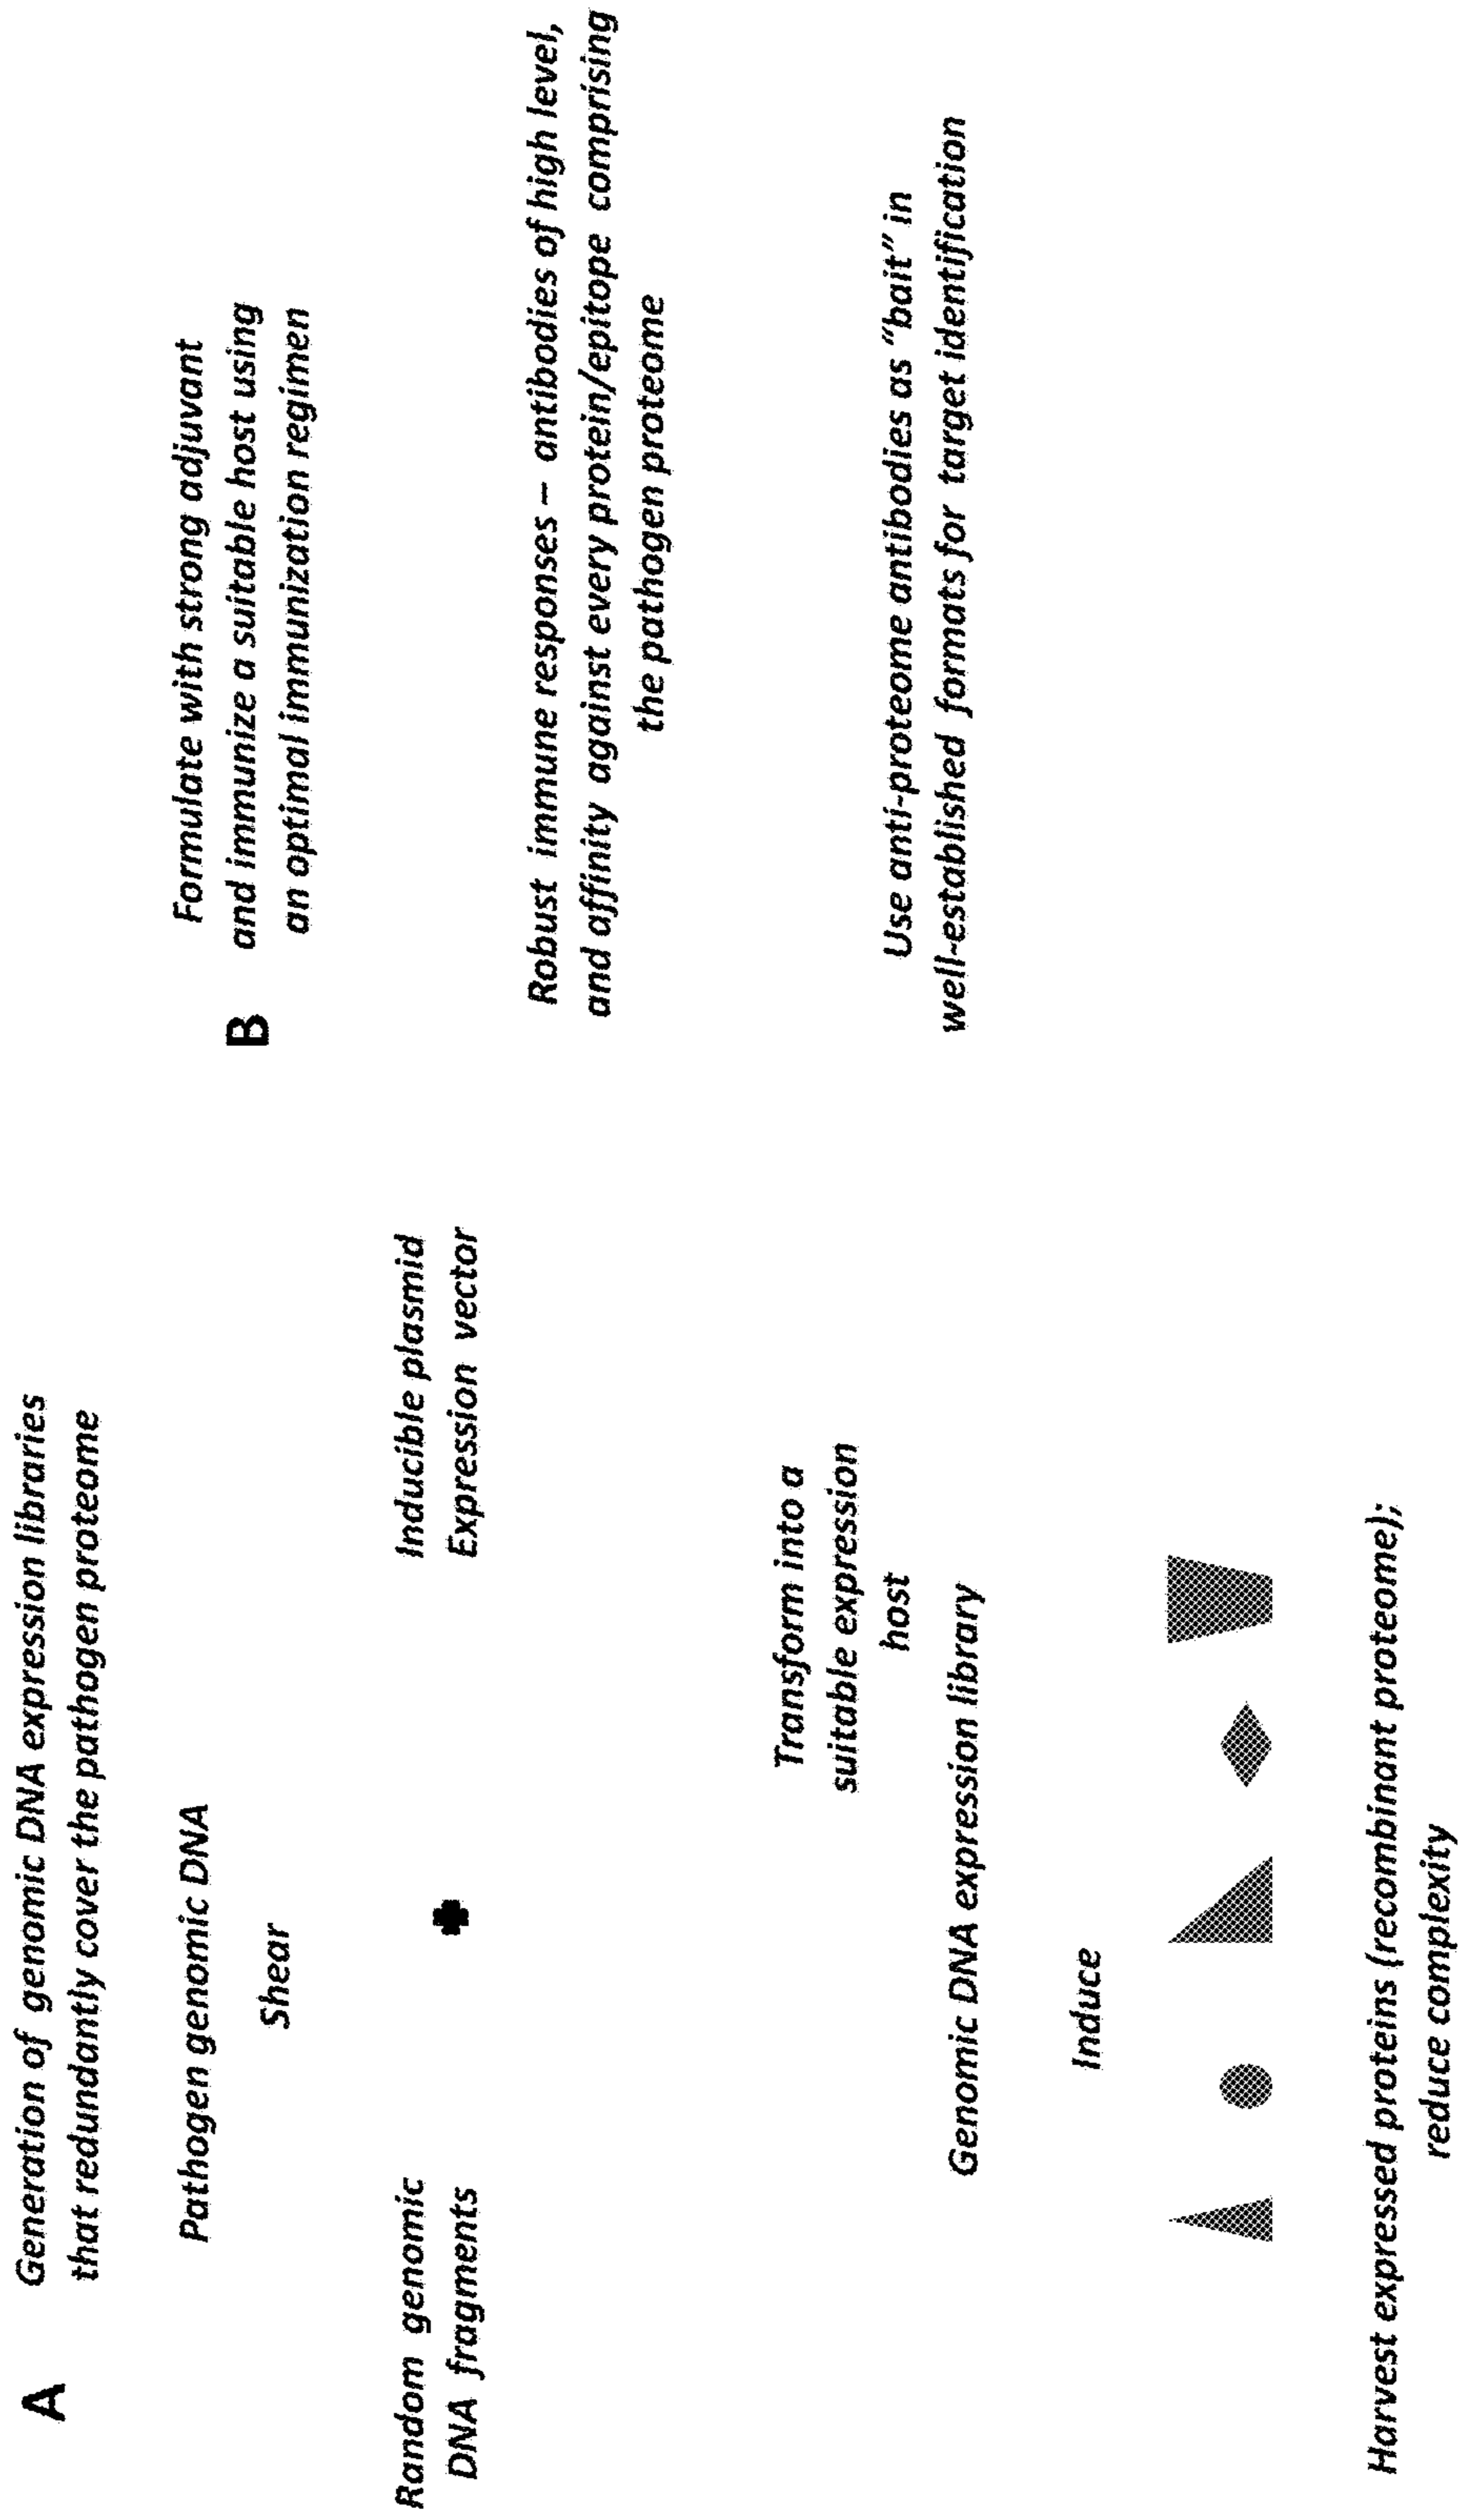 A
Generation of genomic DNA expression libraries
that redundantly cover the pathogen proteome
Pathogen genomic DNA
Shear
Random genomic
DNA fragments
Inducible plasmid
Expression vector
Transform into a
suitable expression
host
Genomic DNA expression library
Induce
Harvest expressed proteins (recombinant proteome);
reduce complexity
B
Formulate with strong adjuvant
and immunize a suitable host using
an optimal immunization regimen
Robust immune responses – antibodies of high level,
and affinity against every protein/epitope comprising
the pathogen proteome
Use anti-proteome antibodies as "bait" in
well-established formats for target identification